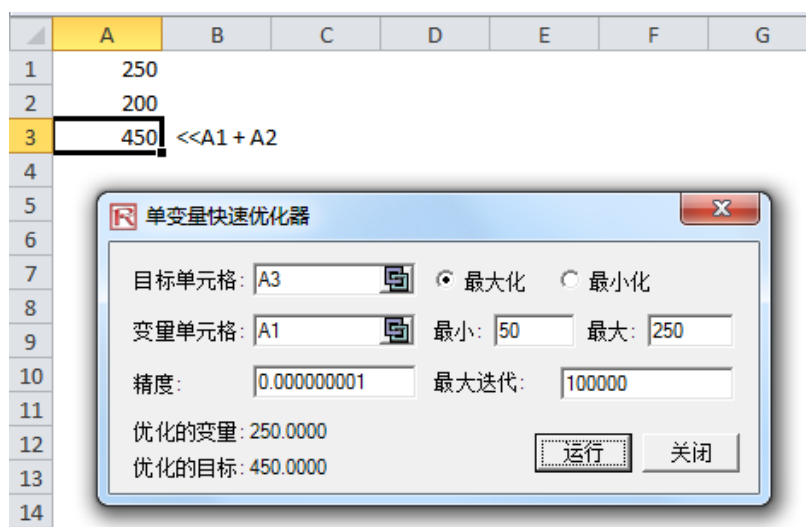 A B C D E F G
1 250
2 200
3 450 <<A1 + A2
4
5
R 单变量快速优化器
6
7 目标单元格: A3 最大化 最小化
8
9 变量单元格: A1 最小: 50 最大: 250
10 精度: 0.000000001 最大迭代: 100000
11
12 优化的变量: 250.0000
运行 关闭
13 优化的目标: 450.0000
14